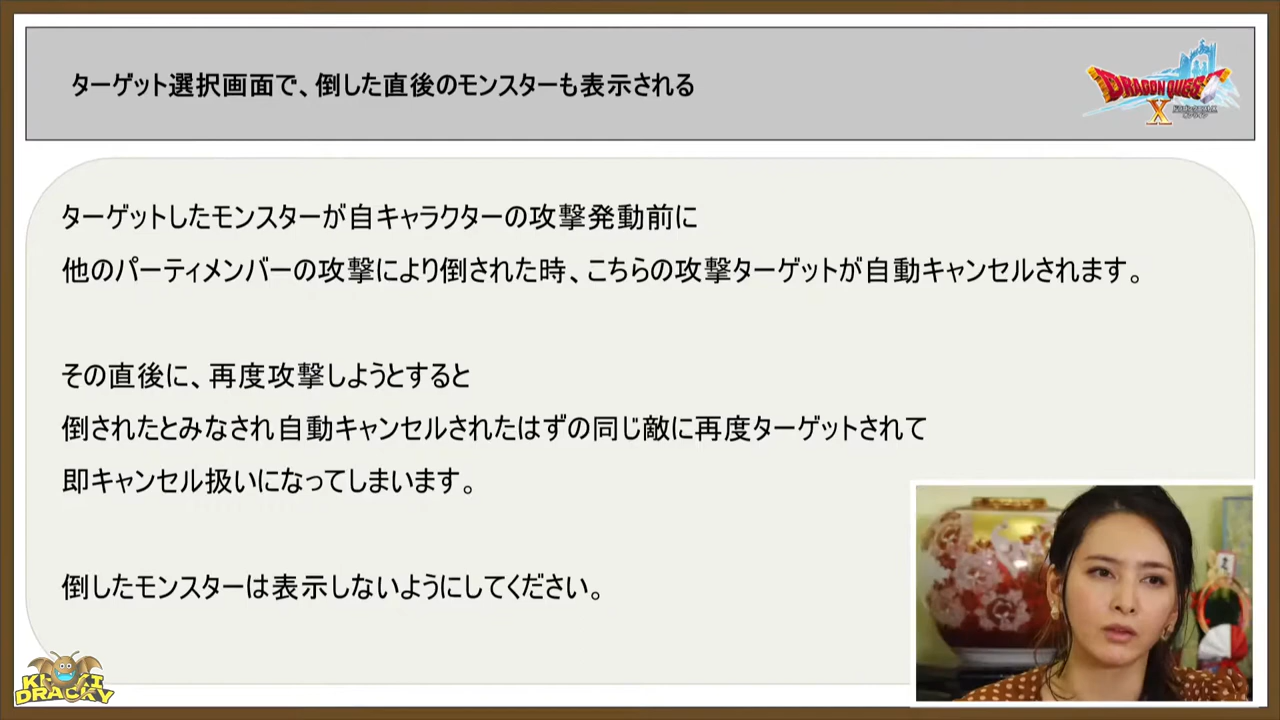 ターゲット選択画面で、倒した直後のモンスターも表示される
DRAGON QUEST
X
ターゲットしたモンスターが自キャラクターの攻撃発動前に
他のパーティメンバーの攻撃により倒された時、こちらの攻撃ターゲットが自動キャンセルされます。
その直後に、再度攻撃しようとすると
倒されたとみなされ自動キャンセルされたはずの同じ敵に再度ターゲットされて
即キャンセル扱いになってしまいます。
倒したモンスターは表示しないようにしてください。
DRACKY